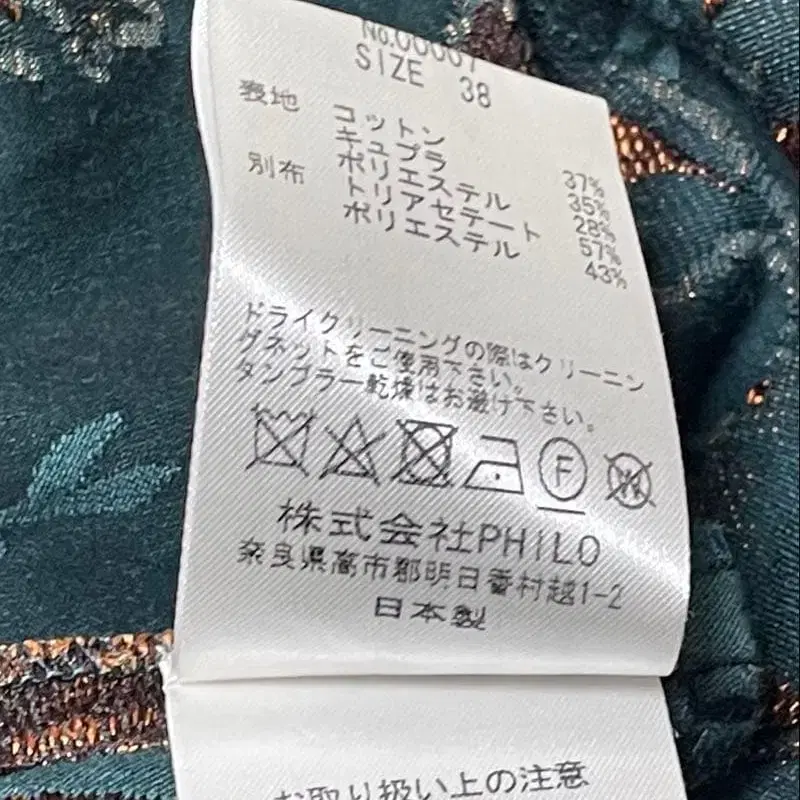 No.00007
SIZE 38
表地 コットン 37%
キュプラ 35%
ポリエステル 28%
別布 トリアセテート 57%
ポリエステル 43%
ドライクリーニングの際はクリーニン
グネットをご使用下さい。
タンブラー乾燥はお避け下さい。
F
W
株式会社PHILO
奈良県高市郡明日香村越1-2
日本製
お取り扱い上の注意